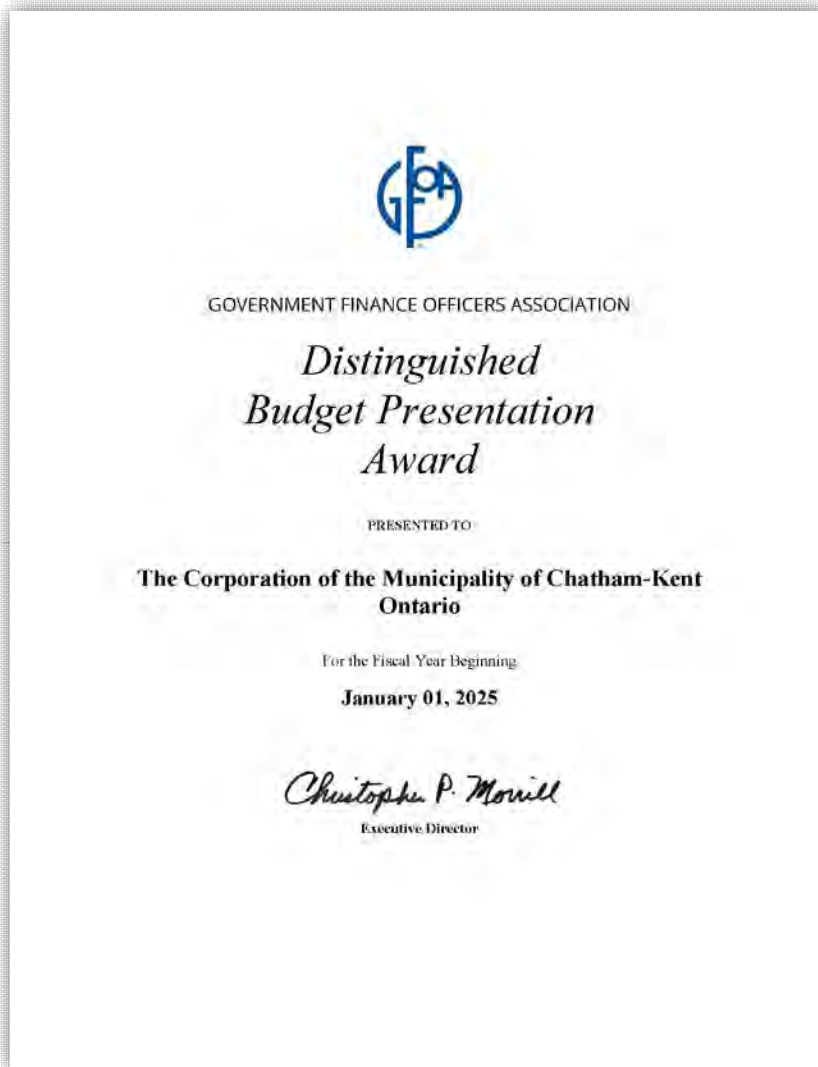 GFOA
GOVERNMENT FINANCE OFFICERS ASSOCIATION
Distinguished
Budget Presentation
Award
PRESENTED TO
The Corporation of the Municipality of Chatham-Kent
Ontario
For the Fiscal Year Beginning
January 01, 2025
Christopher P. Morrill
Executive Director